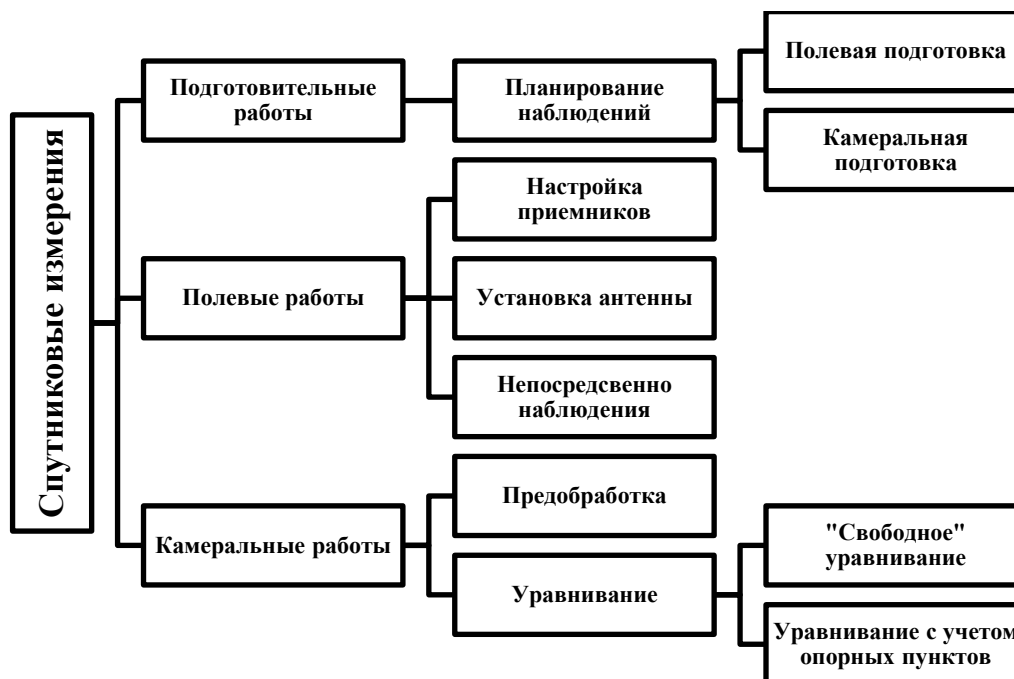 Спутниковые измерения
Подготовительные
работы
Планирование
наблюдений
Полевая подготовка
Камеральная
подготовка
Полевые работы
Настройка
приемников
Установка антенны
Непосредсвенно
наблюдения
Камеральные работы
Предобработка
Уравнивание
"Свободное"
уравнивание
Уравнивание с учетом
опорных пунктов